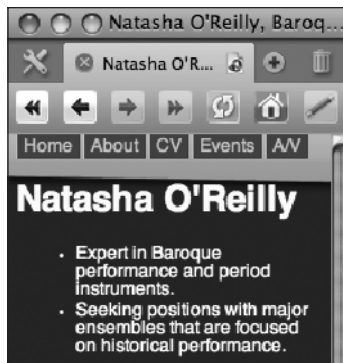 Natasha O'Reilly, Baroq...
Natasha O'R...
Home About CV Events A/V
Natasha O'Reilly
• Expert in Baroque
performance and period
instruments.
• Seeking positions with major
ensembles that are focused
on historical performance.